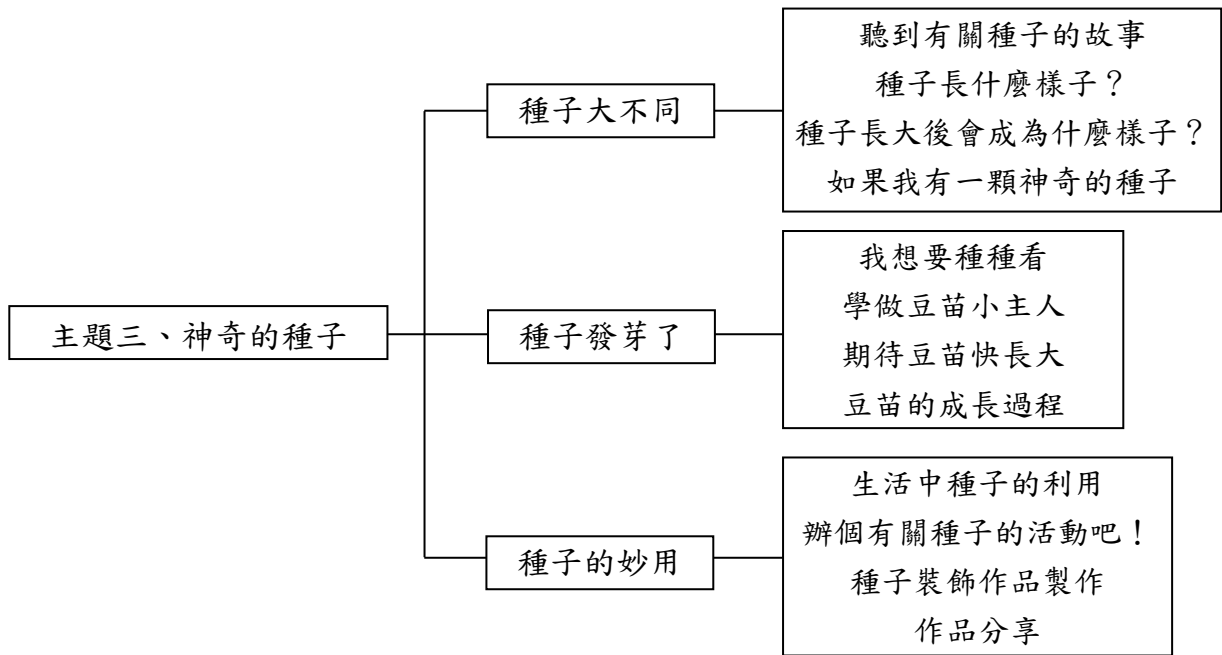 主題三、神奇的種子
種子大不同
聽到有關種子的故事
種子長什麼樣子？
種子長大後會成為什麼樣子？
如果我有一顆神奇的種子
種子發芽了
我想要種種看
學做豆苗小主人
期待豆苗快長大
豆苗的成長過程
種子的妙用
生活中種子的利用
辦個有關種子的活動吧！
種子裝飾作品製作
作品分享